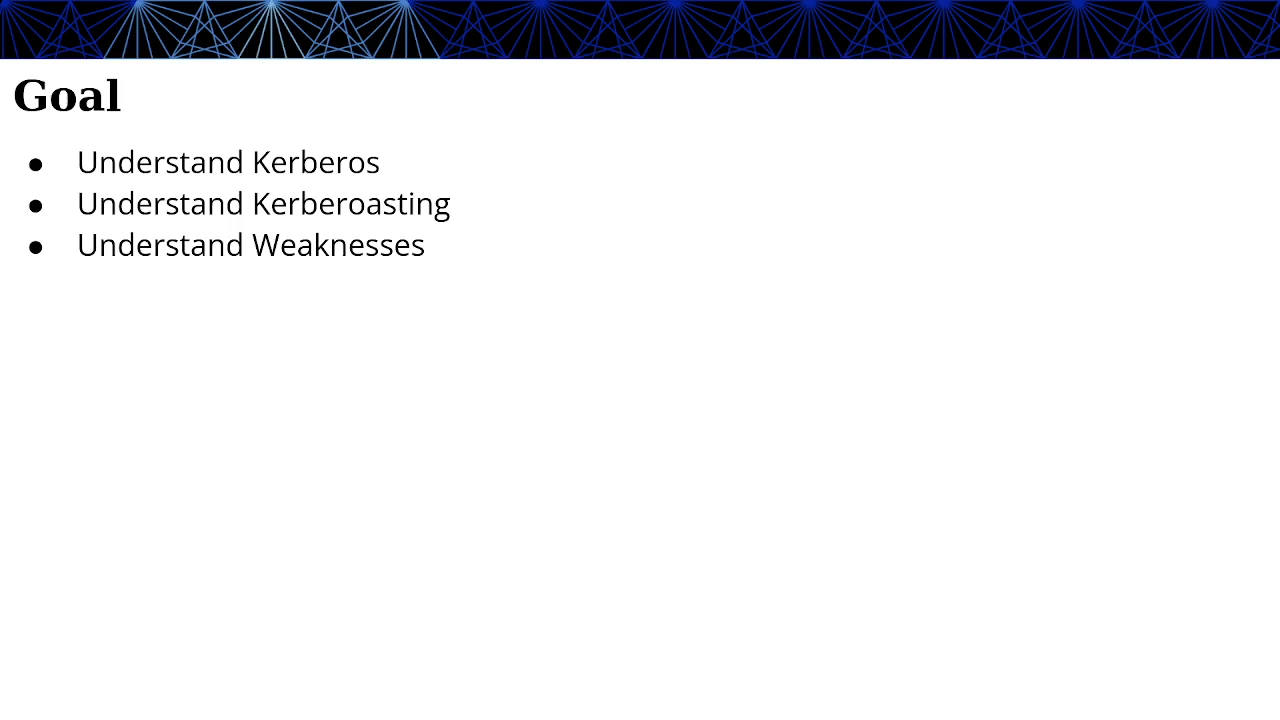 Goal
● Understand Kerberos
● Understand Kerberoasting
● Understand Weaknesses